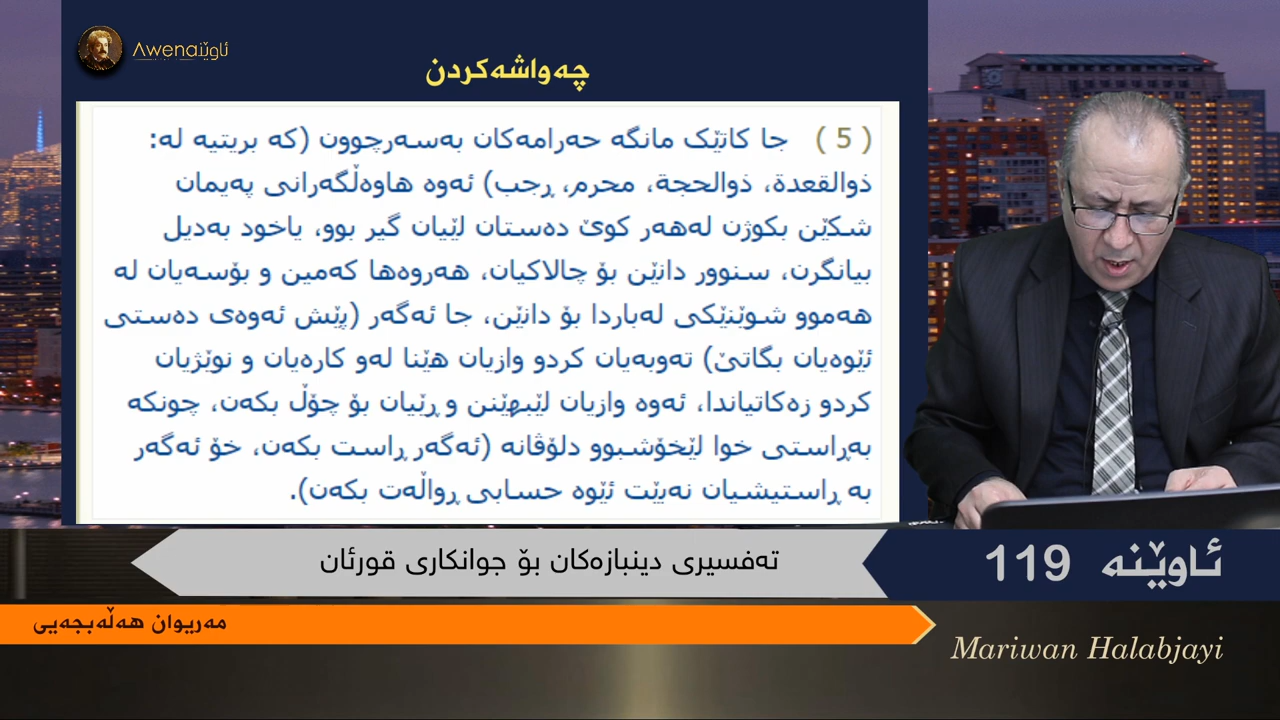 Awenaئاوێنە
چەواشەکردن
( 5 ) جا کاتێک مانگە حەرامەکان بەسەرچوون (کە بریتیە لە:
ذوالقعدة، ذوالحجة، محرم، ڕجب) ئەوە هاوەڵگەرانی پەیمان
شکێن بکوژن لەهەر کوێ دەستان لێیان گیر بوو، یاخود بەدیل
بیانگرن، سنوور دانێن بۆ چالاکیان، هەروەها کەمین و بۆسەیان لە
هەموو شوێنێکی لەباردا بۆ دانێن، جا ئەگەر (پێش ئەوەی دەستی
ئێوەیان بگاتێ) تەوبەیان کردو وازیان هێنا لەو کارەیان و نوێژیان
کردو زەکاتیاندا، ئەوە وازیان لێبهێنن و ڕێیان بۆ چۆڵ بکەن، چونکە
بەڕاستی خوا لێخۆشبوو دلۆڤانە (ئەگەر ڕاست بکەن، خۆ ئەگەر
بە ڕاستیشیان نەبێت ئێوە حسابی ڕواڵەت بکەن).
ئاوێنە 119
تەفسیری دینبازەکان بۆ جوانکاری قورئان
مەریوان هەڵەبجەیی
Mariwan Halabjayi